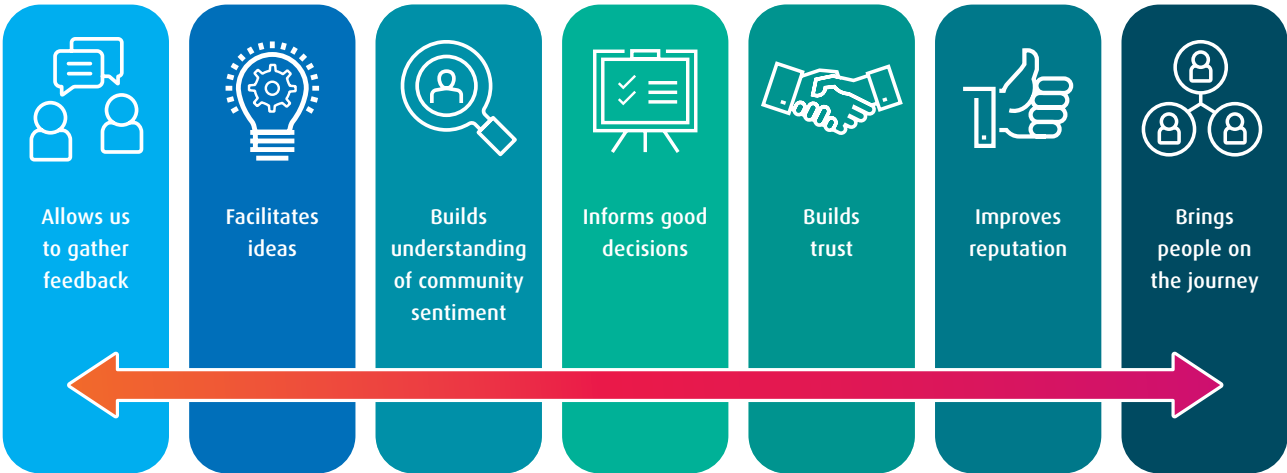 Allows us
to gather
feedback
Facilitates
ideas
Builds
understanding
of community
sentiment
Informs good
decisions
Builds
trust
Improves
reputation
Brings
people on
the journey